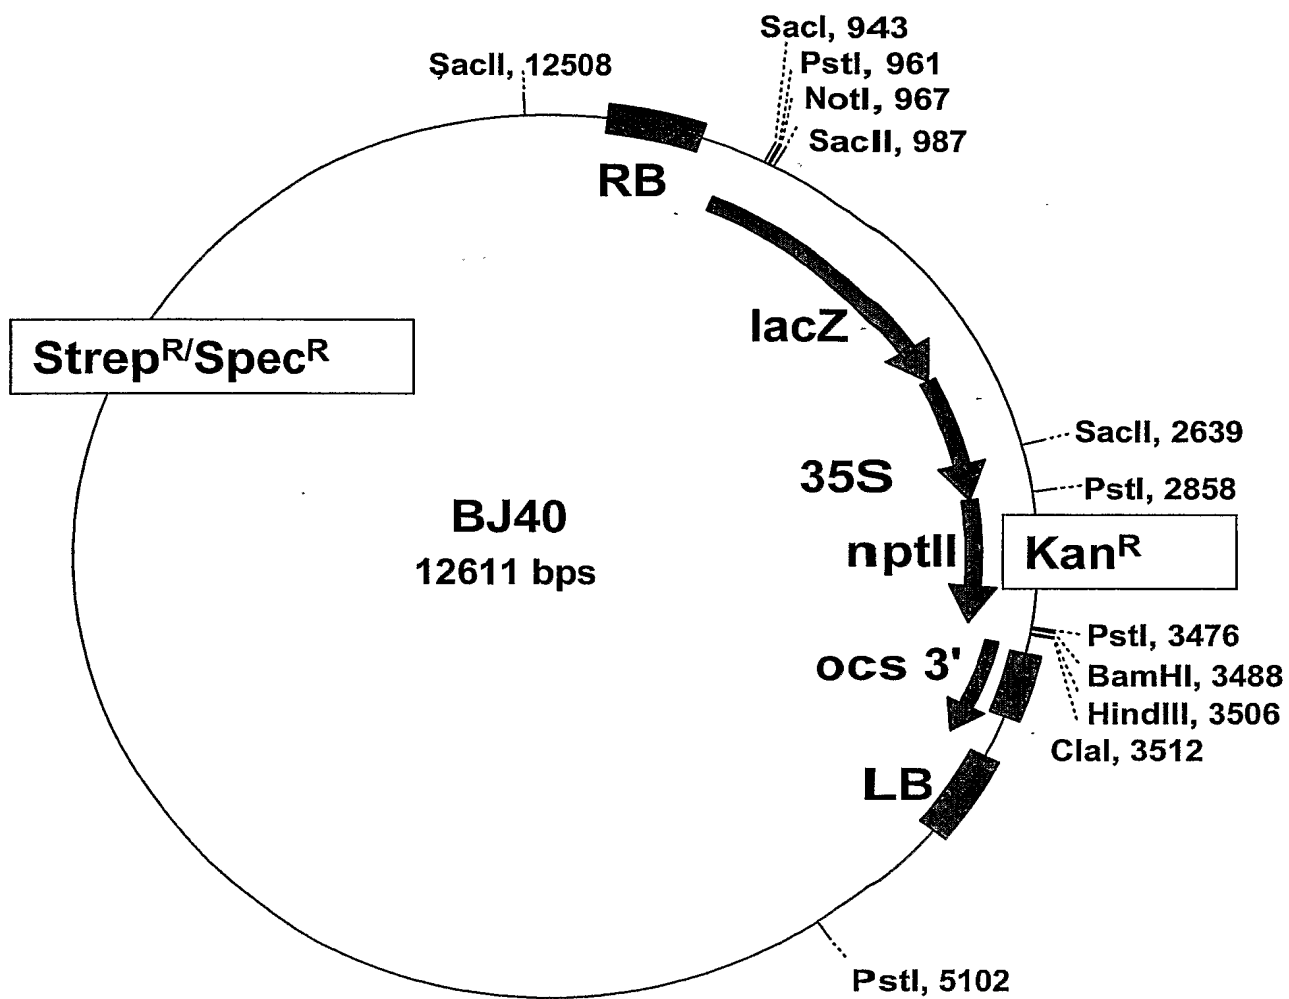 SacI, 943
SacII, 12508
PstI, 961
NotI, 967
SacII, 987
RB
lacZ
Strep^R/Spec^R
SacII, 2639
35S
PstI, 2858
BJ40
12611 bps
nptII
Kan^R
PstI, 3476
ocs 3'
BamHI, 3488
HindIII, 3506
ClaI, 3512
LB
PstI, 5102